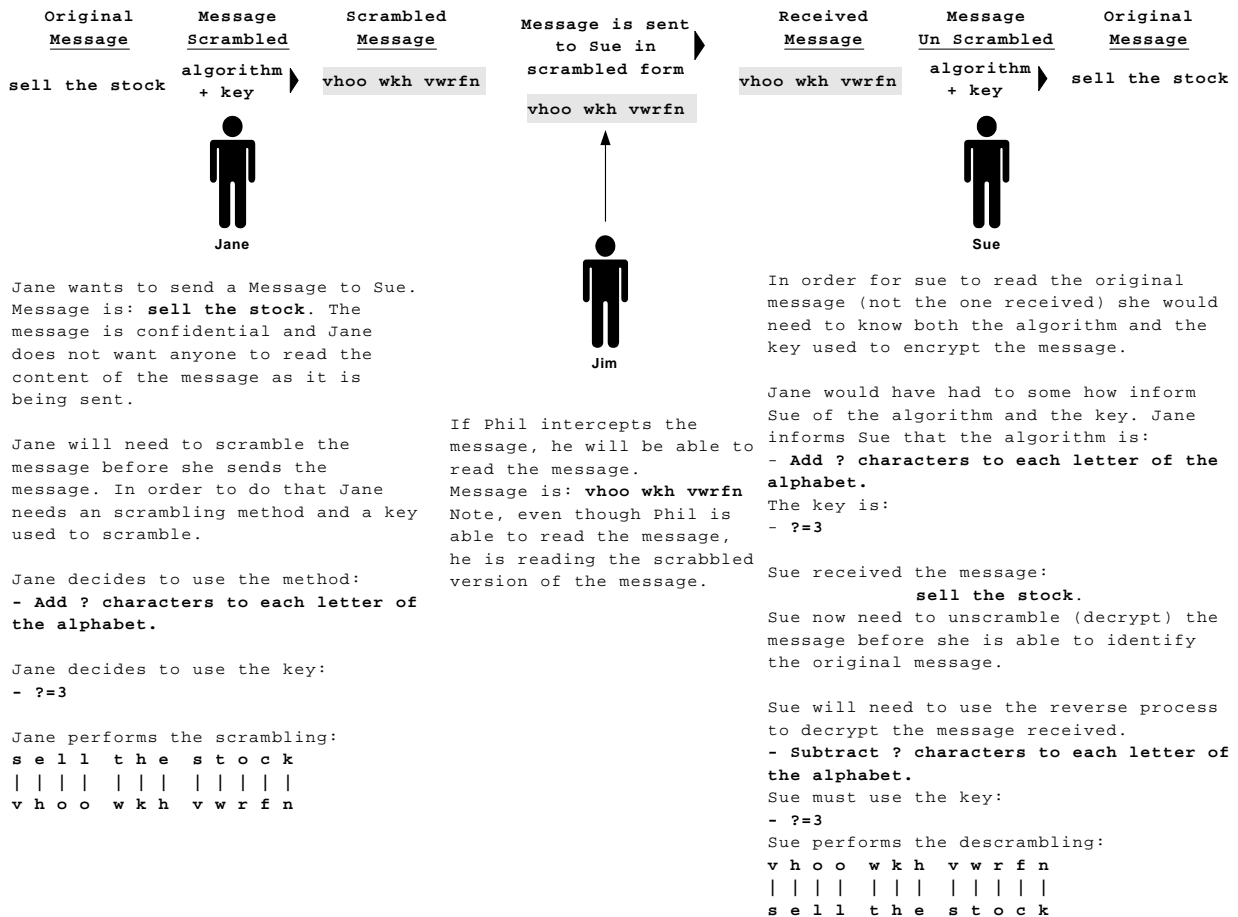 Original
Message
sell the stock
Message
Scrambled
algorithm
+ key
Scrambled
Message
vhoo wkh vwrfn
Message is sent
to Sue in
scrambled form
vhoo wkh vwrfn
Received
Message
vhoo wkh vwrfn
Message
Un Scrambled
algorithm
+ key
Original
Message
sell the stock
Jane
Jim
Sue
Jane wants to send a Message to Sue.
Message is: sell the stock. The
message is confidential and Jane
does not want anyone to read the
content of the message as it is
being sent.
Jane will need to scramble the
message before she sends the
message. In order to do that Jane
needs an scrambling method and a key
used to scramble.
Jane decides to use the method:
- Add ? characters to each letter of
the alphabet.
Jane decides to use the key:
- ?=3
Jane performs the scrambling:
s e l l t h e s t o c k
| | | | | | | | | | | |
v h o o w k h v w r f n
If Phil intercepts the
message, he will be able to
read the message.
Message is: vhoo wkh vwrfn
Note, even though Phil is
able to read the message,
he is reading the scrabbled
version of the message.
In order for sue to read the original
message (not the one received) she would
need to know both the algorithm and the
key used to encrypt the message.
Jane would have had to some how inform
Sue of the algorithm and the key. Jane
informs Sue that the algorithm is:
- Add ? characters to each letter of the
alphabet.
The key is:
- ?=3
Sue received the message:
sell the stock.
Sue now need to unscramble (decrypt) the
message before she is able to identify
the original message.
Sue will need to use the reverse process
to decrypt the message received.
- Subtract ? characters to each letter of
the alphabet.
Sue must use the key:
- ?=3
Sue performs the descrambling:
v h o o w k h v w r f n
| | | | | | | | | | | |
s e l l t h e s t o c k